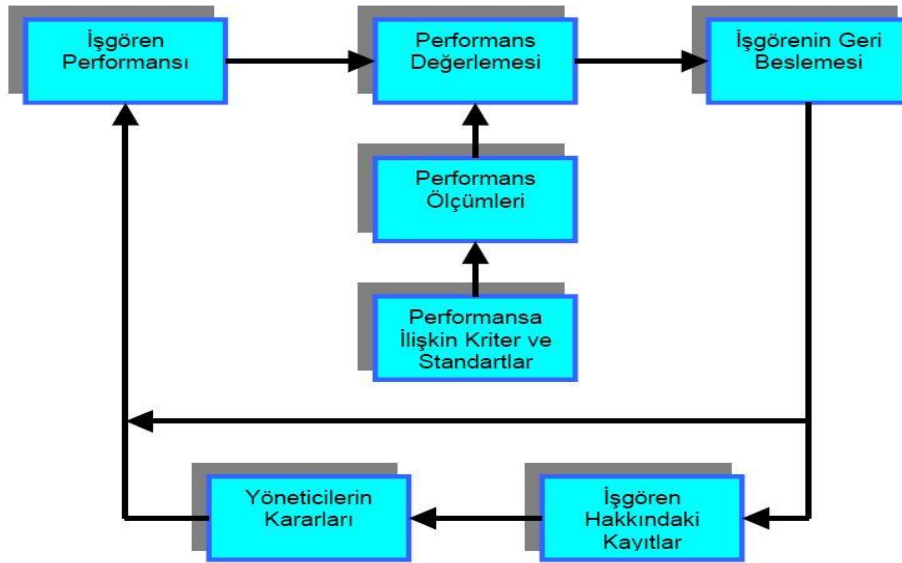 İşgören
Performansı
Performans
Değerlemesi
İşgörenin Geri
Beslemesi
Performans
Ölçümleri
Performansa
İlişkin Kriter ve
Standartlar
Yöneticilerin
Kararları
İşgören
Hakkındaki
Kayıtlar